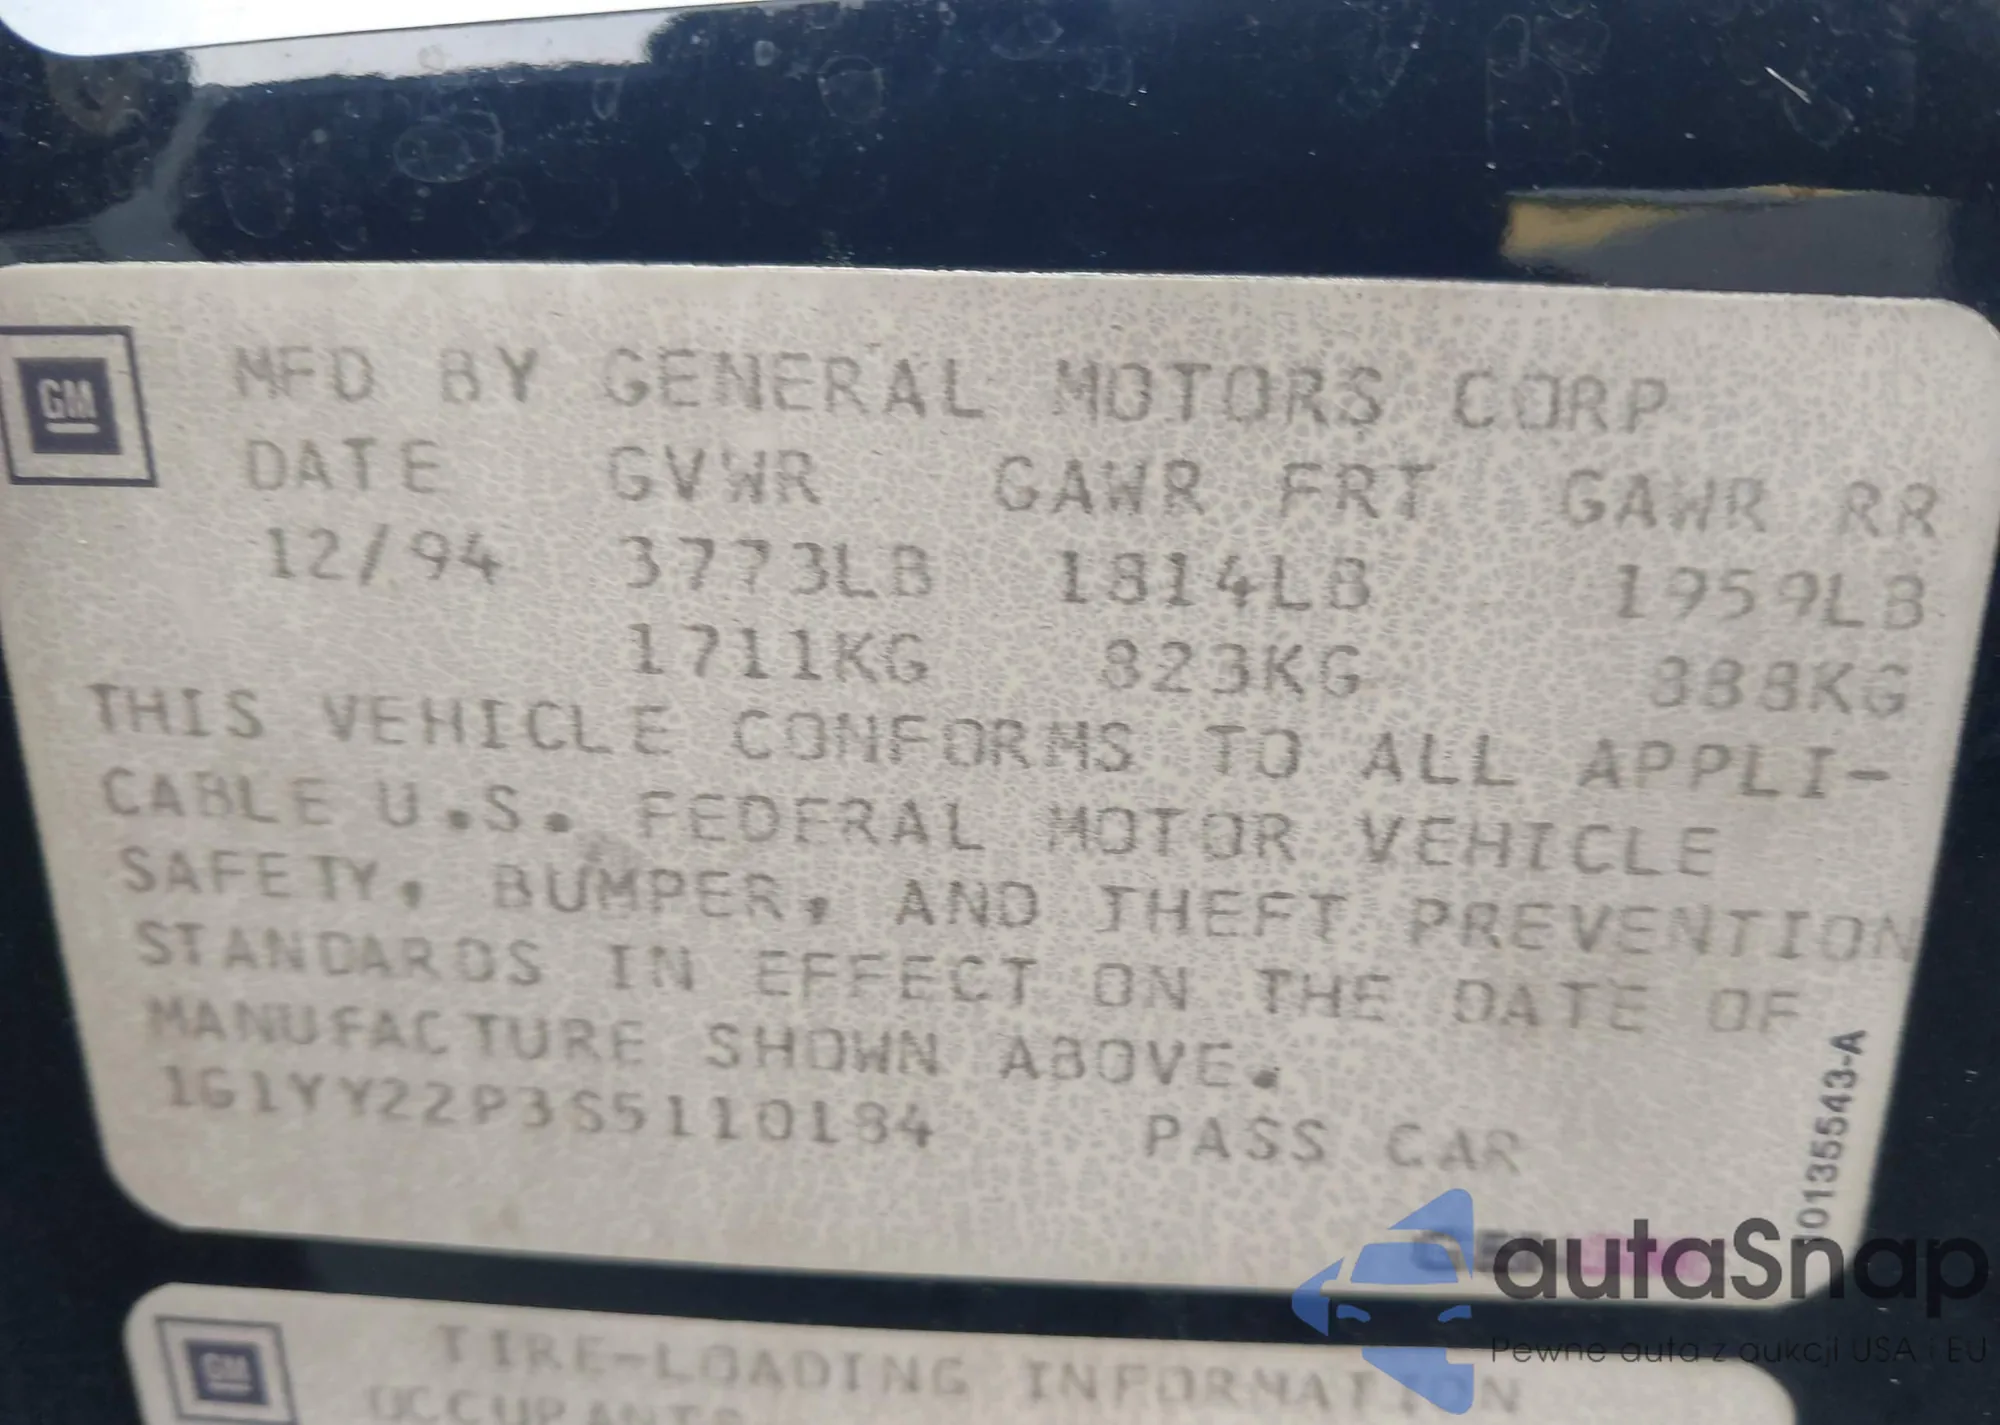 GM
MFD BY GENERAL MOTORS CORP
DATE GVWR GAWR FRT GAWR RR
12/94 3773LB 1814LB 1959LB
1711KG 823KG 888KG
THIS VEHICLE CONFORMS TO ALL APPLI-
CABLE U.S. FEDERAL MOTOR VEHICLE
SAFETY, BUMPER, AND THEFT PREVENTION
STANDARDS IN EFFECT ON THE DATE OF
MANUFACTURE SHOWN ABOVE.
1G1YY22P3S5110184 PASS CAR
10135543-A
autaSnap
Pewne auta z aukcji USA i EU
GM
TIRE-LOADING INFORMATION
OCCUPANTS